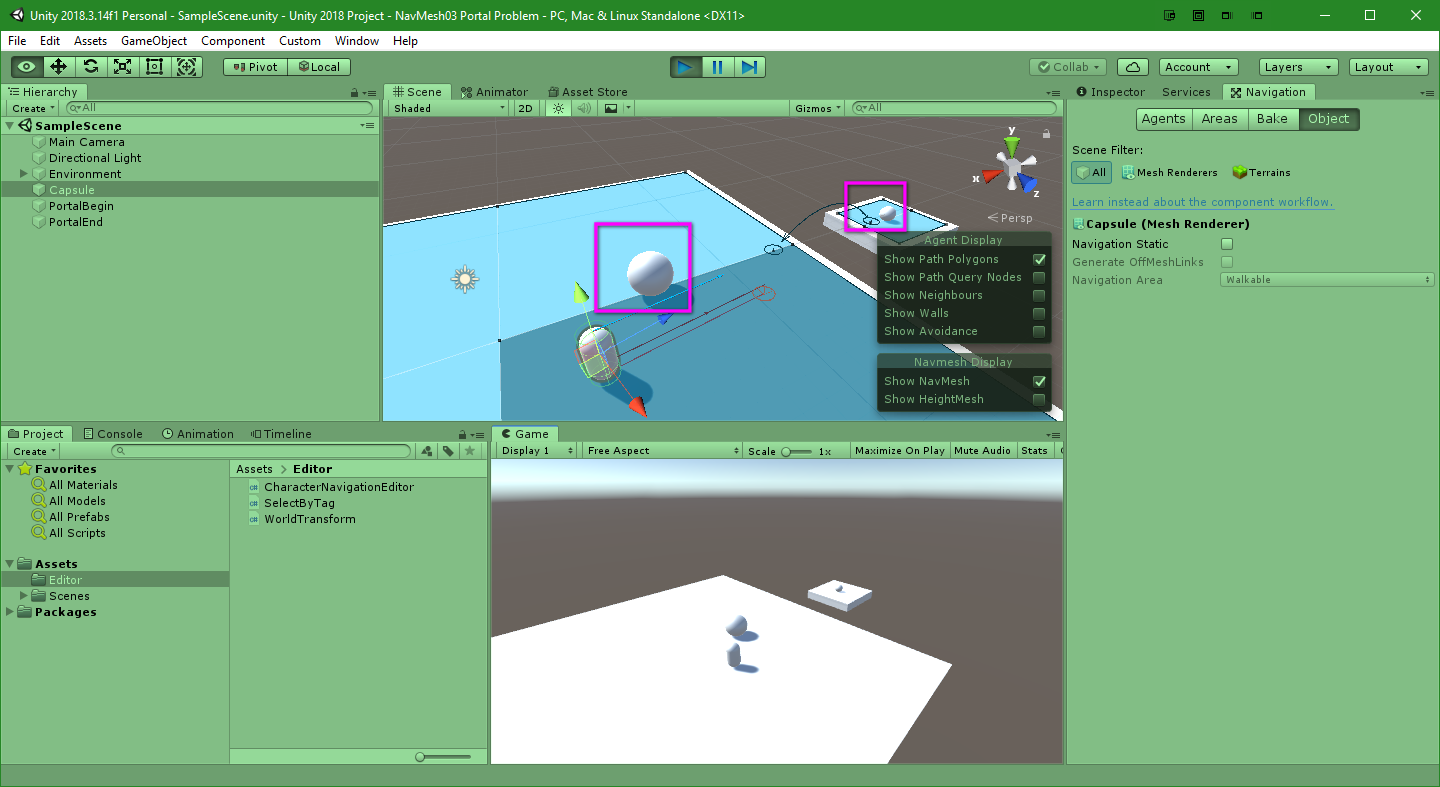 Unity 2018.3.14f1 Personal - SampleScene.unity - Unity 2018 Project - NavMesh03 Portal Problem - PC, Mac & Linux Standalone <DX11>
File Edit Assets GameObject Component Custom Window Help
Pivot Local Collab Account Layers Layout
Hierarchy
Create All
SampleScene
Main Camera
Directional Light
Environment
Capsule
PortalBegin
PortalEnd
Scene Animator Asset Store
Shaded 2D Gizmos All
y
x
z
Persp
Agent Display
Show Path Polygons
Show Path Query Nodes
Show Neighbours
Show Walls
Show Avoidance
Navmesh Display
Show NavMesh
Show HeightMesh
Inspector Services Navigation
Agents Areas Bake Object
Scene Filter:
All Mesh Renderers Terrains
Learn instead about the component workflow.
Capsule (Mesh Renderer)
Navigation Static
Generate OffMeshLinks
Navigation Area Walkable
Project Console Animation Timeline
Create
Favorites
All Materials
All Models
All Prefabs
All Scripts
Assets
Editor
Scenes
Packages
Assets Editor
CharacterNavigationEditor
SelectByTag
WorldTransform
Game
Display 1 Free Aspect Scale 1x Maximize On Play Mute Audio Stats